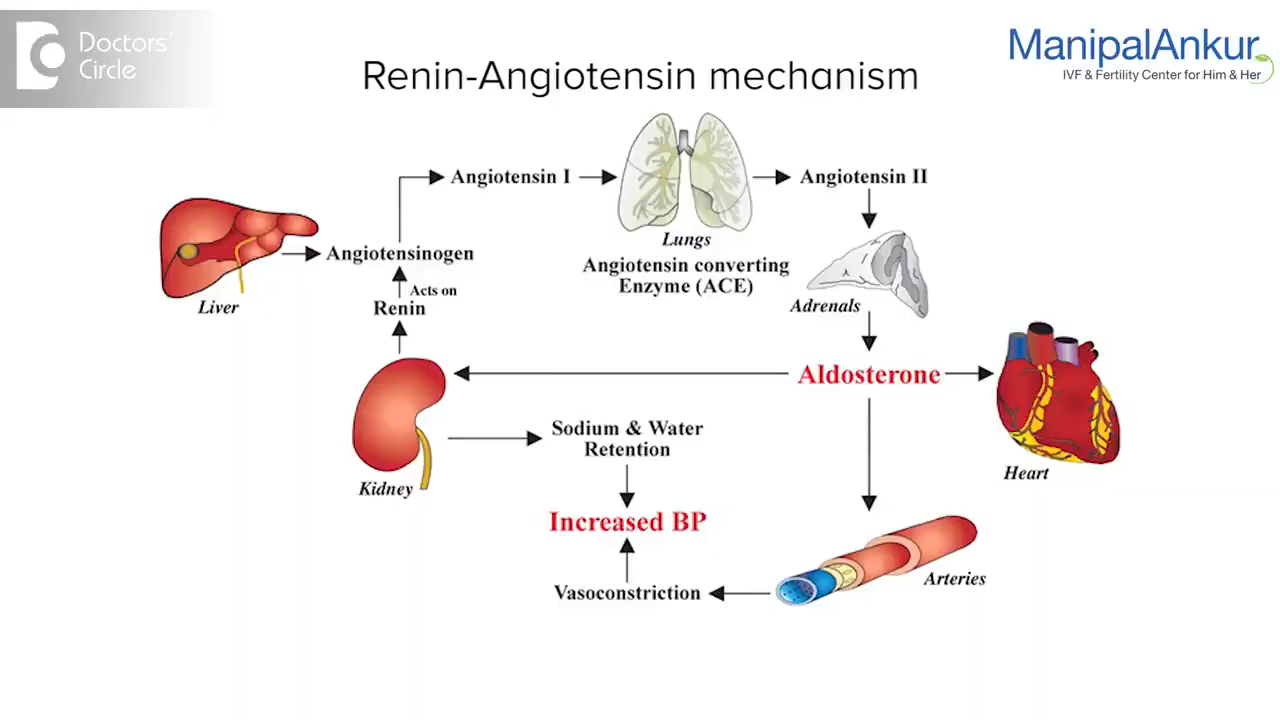 Doctors'
Circle
ManipalAnkur
IVF & Fertility Center for Him & Her
Renin-Angiotensin mechanism
Angiotensin I
Angiotensin II
Lungs
Angiotensin converting
Enzyme (ACE)
Angiotensinogen
Liver
Acts on
Renin
Adrenals
Aldosterone
Sodium & Water
Retention
Heart
Kidney
Increased BP
Arteries
Vasoconstriction